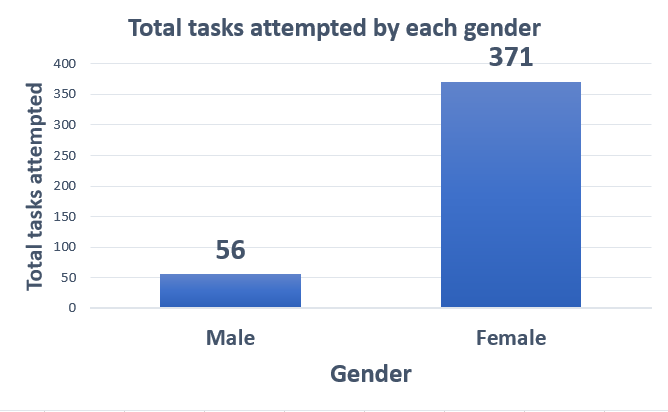 Total tasks attempted by each gender
371
400
350
300
250
200
150
100
50
0
Total tasks attempted
56
Male
Female
Gender